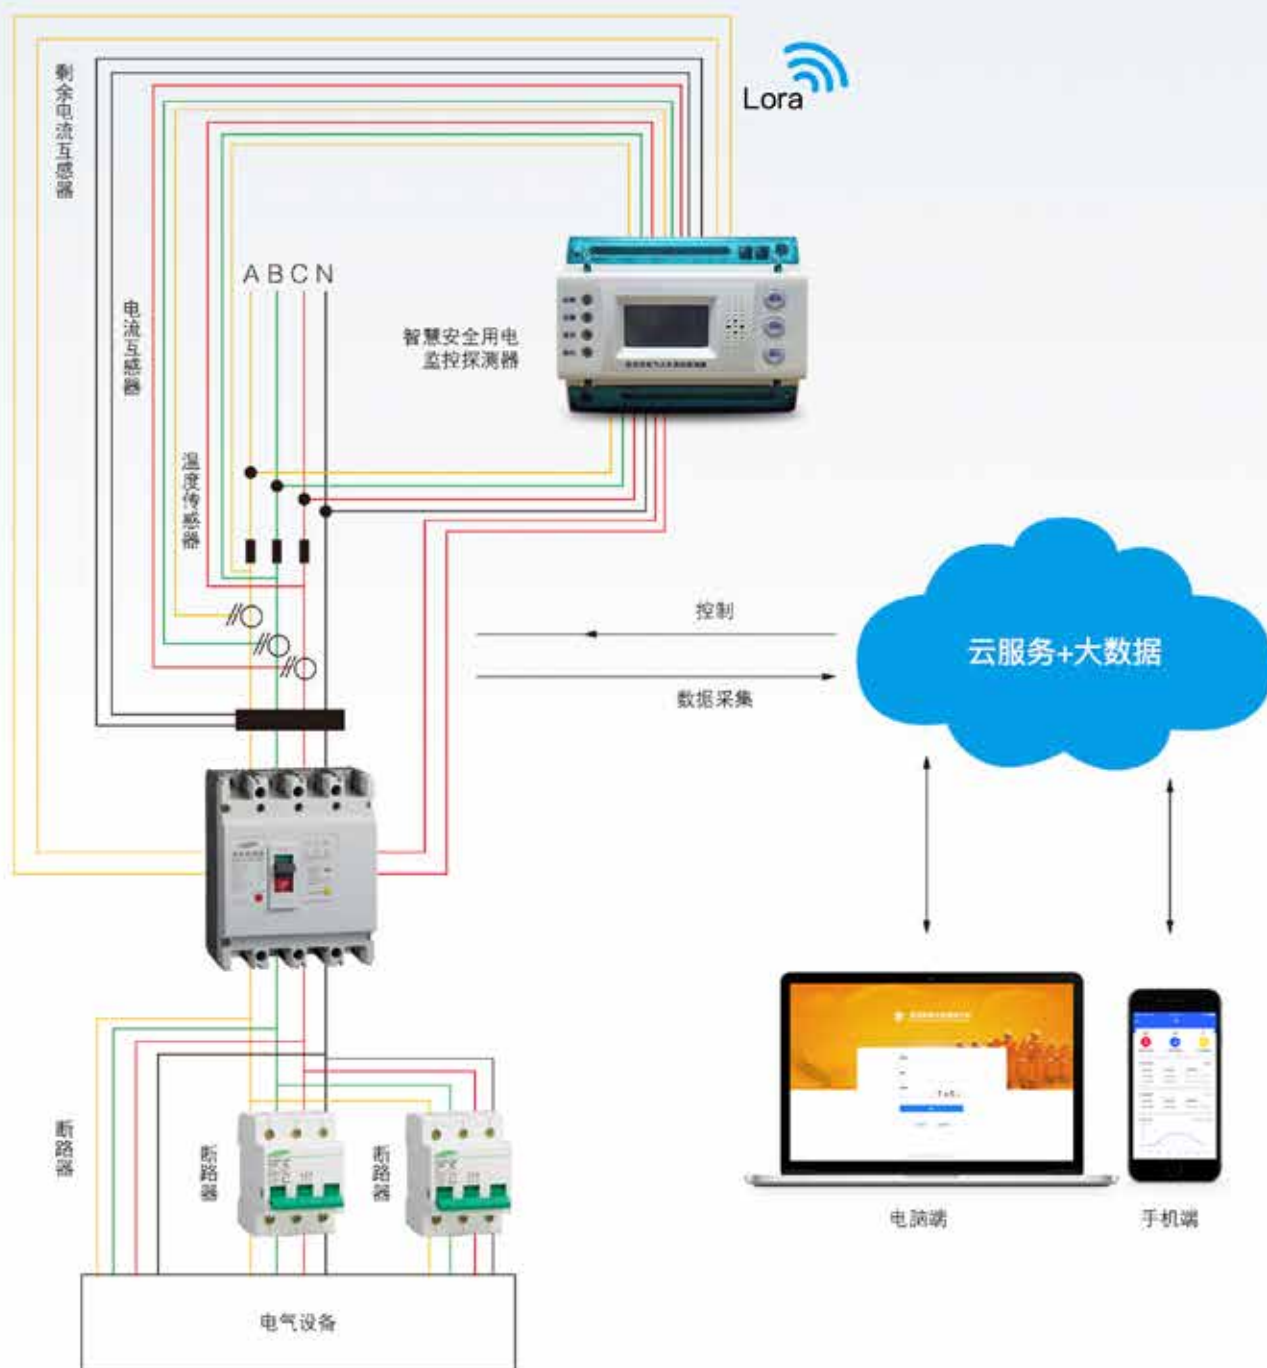 剩余电流互感器
Lora
A B C N
电流互感器
智慧安全用电
监控探测器
温度传感器
控制
云服务+大数据
数据采集
断路器
断路器
断路器
电脑端
手机端
电气设备